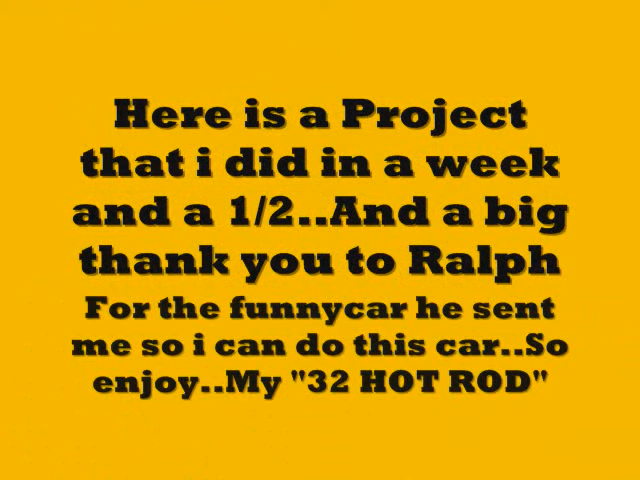 Here is a Project
that i did in a week
and a 1/2..And a big
thank you to Ralph
For the funnycar he sent
me so i can do this car..So
enjoy..My "32 HOT ROD"